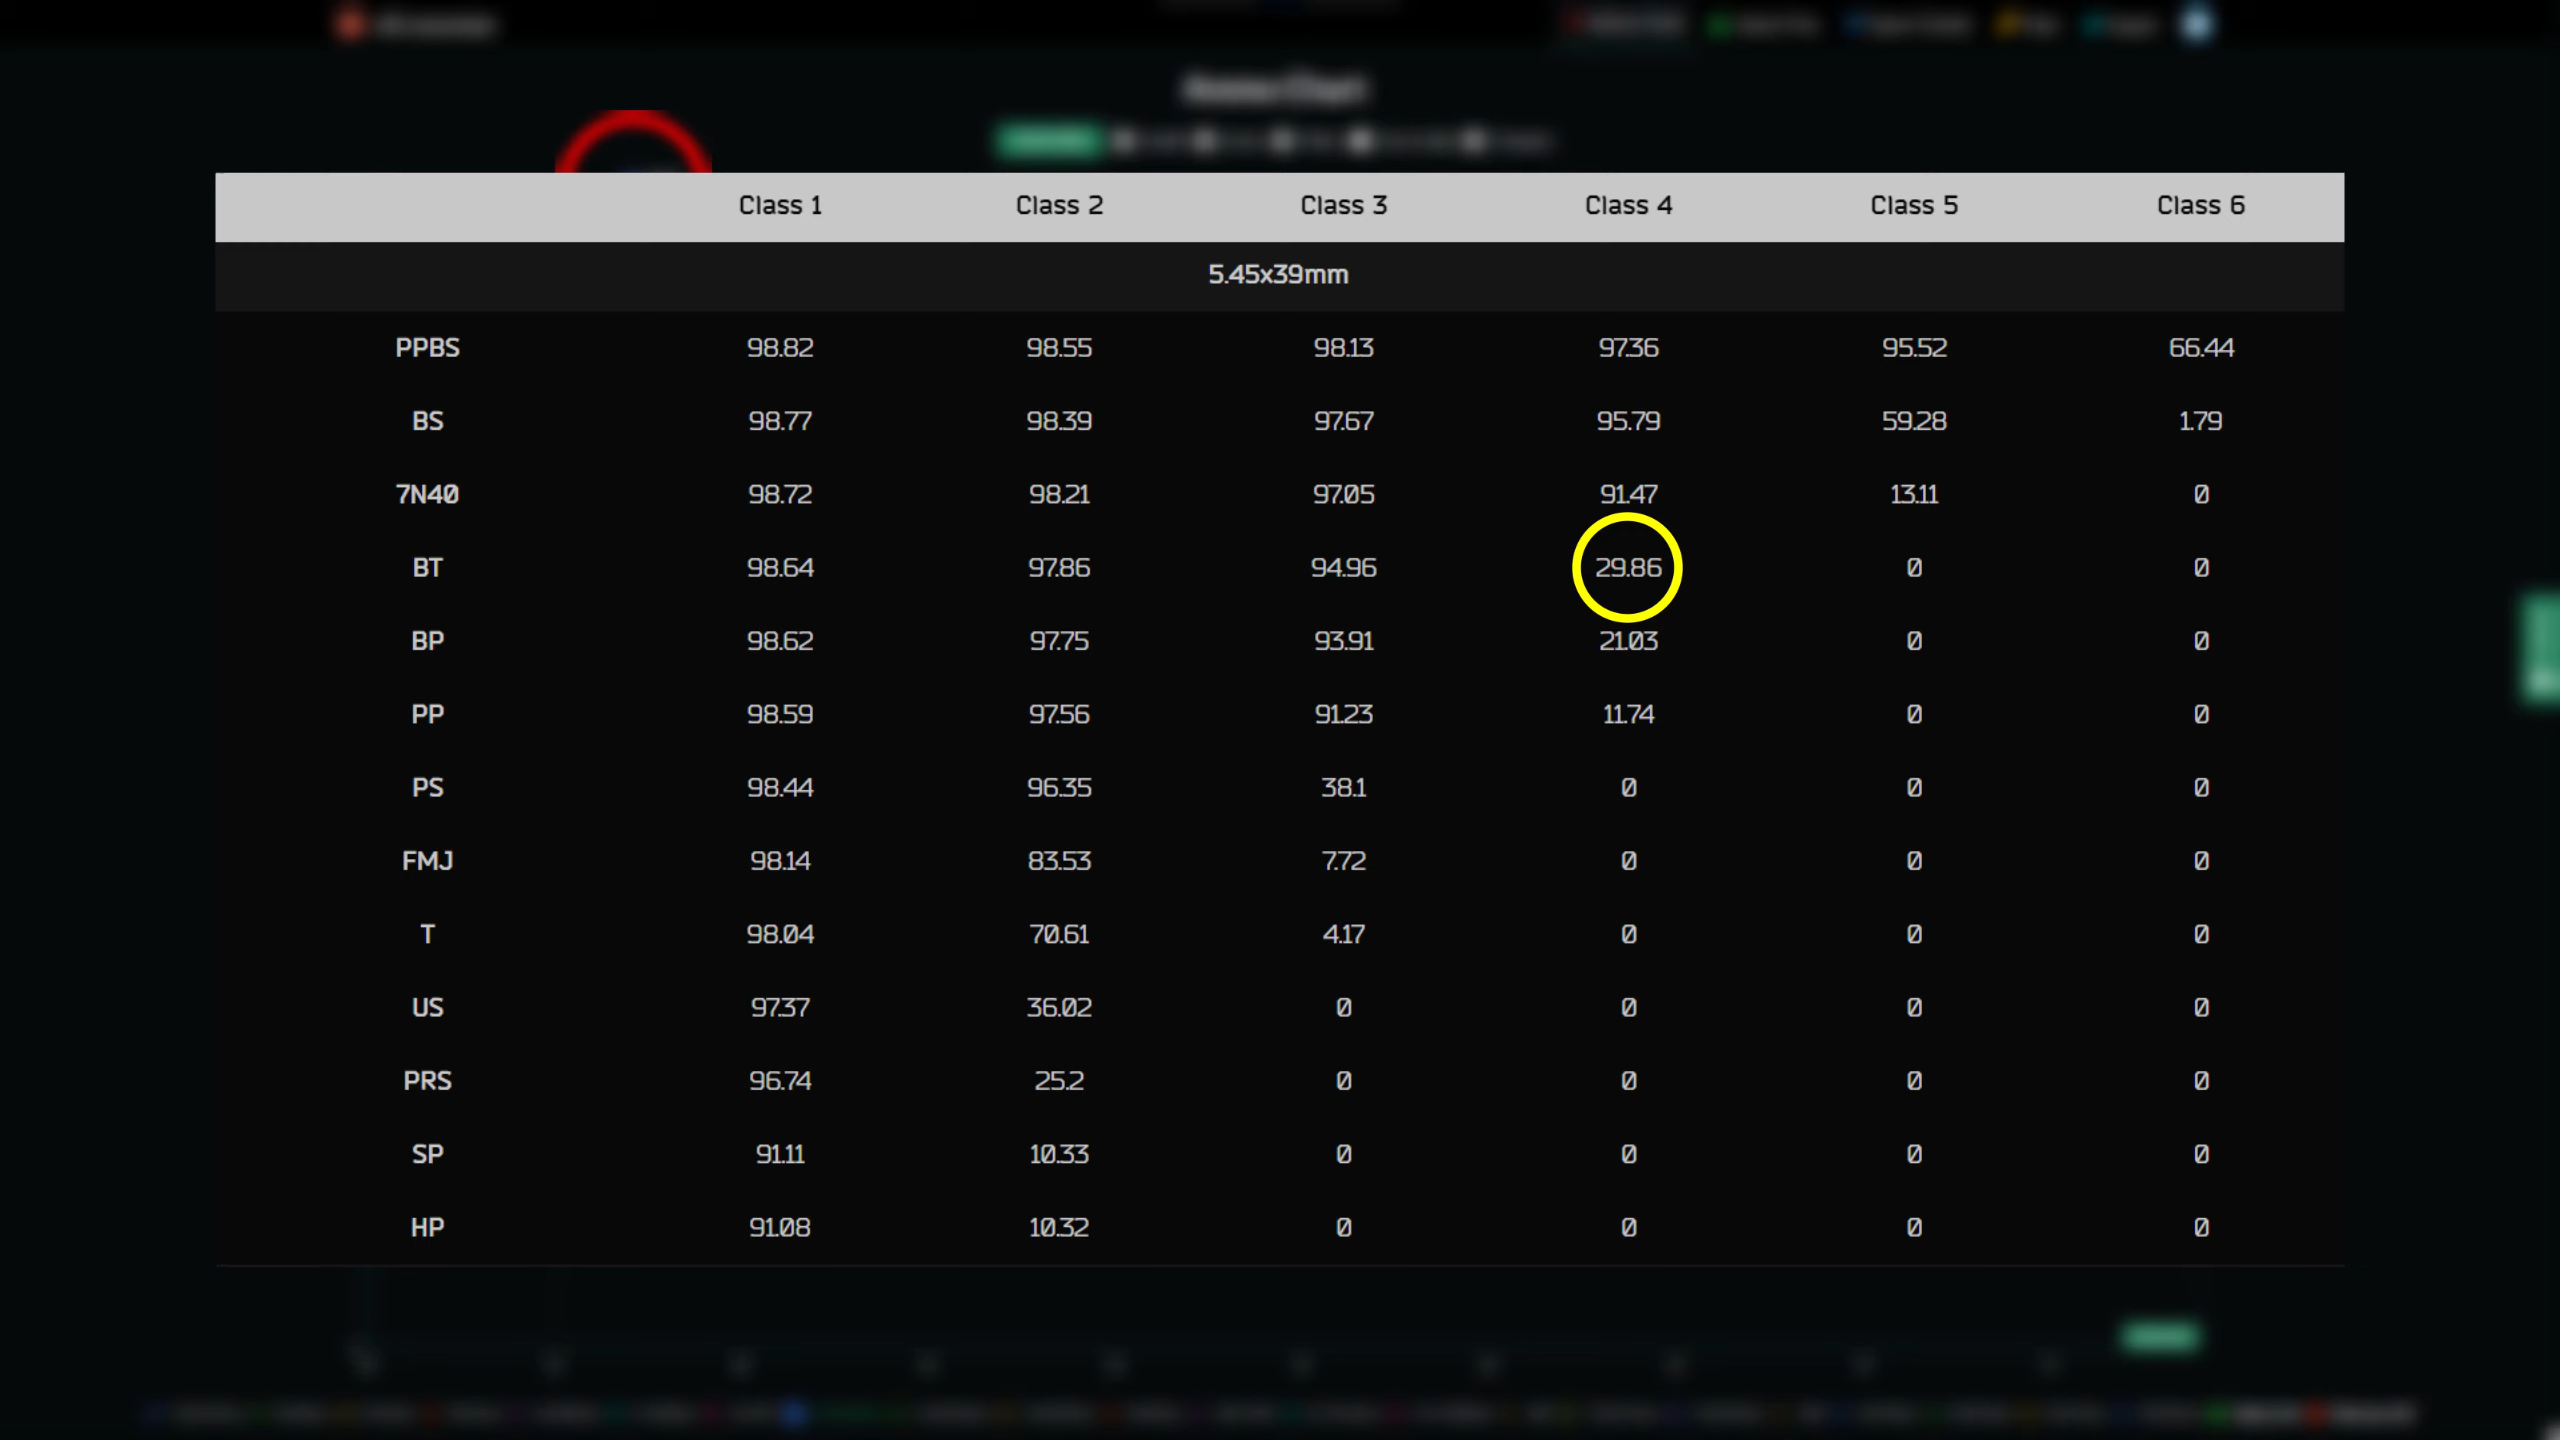 Class 1 Class 2 Class 3 Class 4 Class 5 Class 6
5.45x39mm
PPBS 98.82 98.55 98.13 97.36 95.52 66.44
BS 98.77 98.39 97.67 95.79 59.28 1.79
7N40 98.72 98.21 97.05 91.47 13.11 0
BT 98.64 97.86 94.96 29.86 0 0
BP 98.62 97.75 93.91 21.03 0 0
PP 98.59 97.56 91.23 11.74 0 0
PS 98.44 96.35 38.1 0 0 0
FMJ 98.14 83.53 7.72 0 0 0
T 98.04 70.61 4.17 0 0 0
US 97.37 36.02 0 0 0 0
PRS 96.74 25.2 0 0 0 0
SP 91.11 10.33 0 0 0 0
HP 91.08 10.32 0 0 0 0